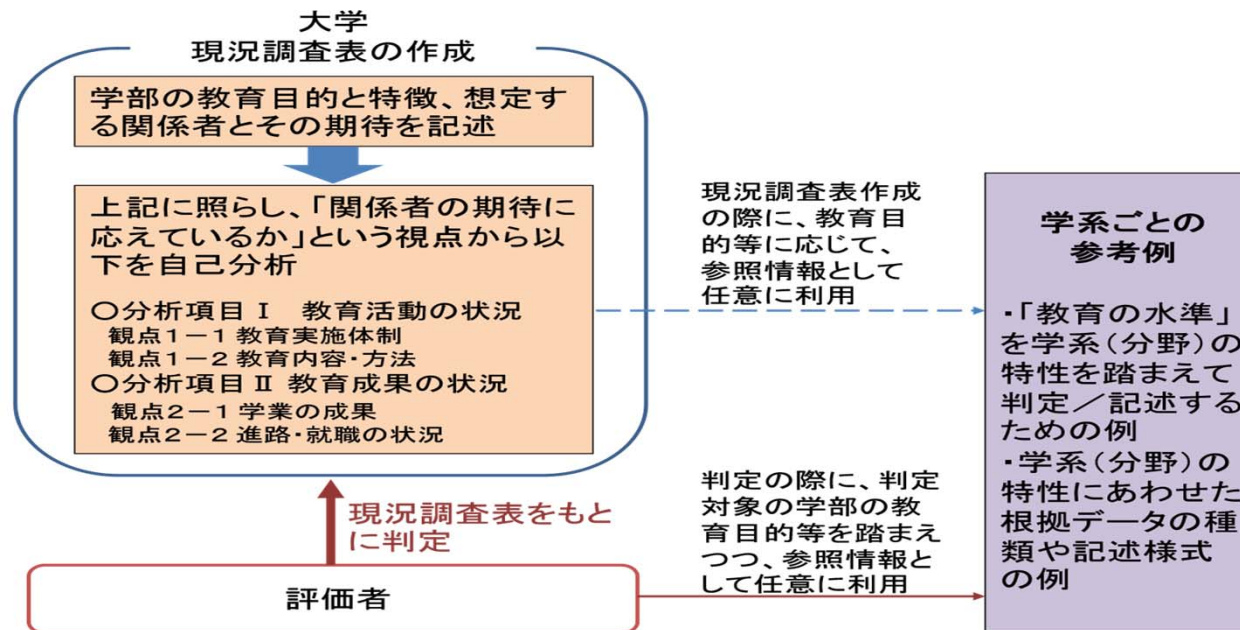 大学
現況調査表の作成
学部の教育目的と特徴、想定す
る関係者とその期待を記述
上記に照らし、「関係者の期待に
応えているか」という視点から以
下を自己分析
○分析項目Ⅰ　教育活動の状況
観点1－1 教育実施体制
観点1－2 教育内容・方法
○分析項目Ⅱ 教育成果の状況
観点2－1 学業の成果
観点2－2 進路・就職の状況
現況調査表をもと
に判定
評価者
現況調査表作成
の際に、教育目
的等に応じて、
参照情報として
任意に利用
判定の際に、判定
対象の学部の教
育目的等を踏まえ
つつ、参照情報と
して任意に利用
学系ごとの
参考例
・「教育の水準」
を学系（分野）の
特性を踏まえて
判定／記述する
ための例
・学系（分野）の
特性にあわせた
根拠データの種
類や記述様式
の例